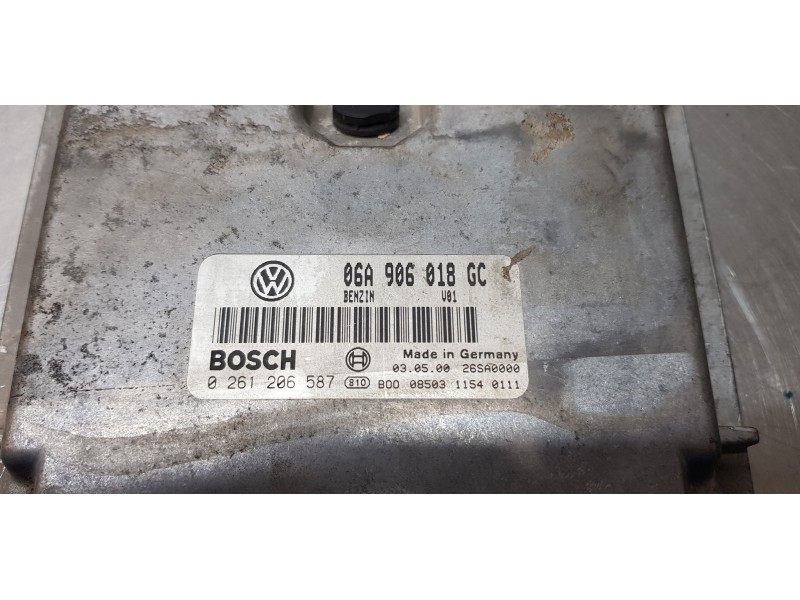 06A 906 018 GC
BENZIN V01
BOSCH Made in Germany
03.05.00 26SA0000
0 261 206 587 810 B00 08503 1154 0111